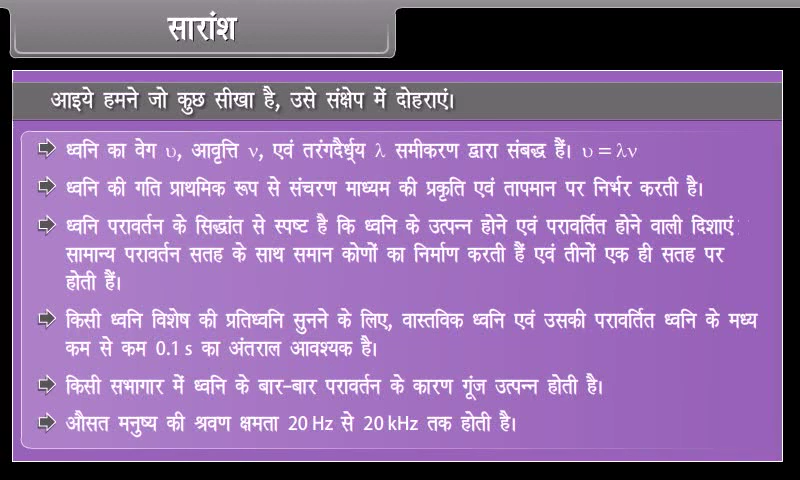 सारांश
आइये हमने जो कुछ सीखा है, उसे संक्षेप में दोहराएं।
ध्वनि का वेग υ, आवृत्ति ν, एवं तरंगदैर्ध्य λ समीकरण द्वारा संबद्ध हैं। υ = λν
ध्वनि की गति प्राथमिक रूप से संचरण माध्यम की प्रकृति एवं तापमान पर निर्भर करती है।
ध्वनि परावर्तन के सिद्धांत से स्पष्ट है कि ध्वनि के उत्पन्न होने एवं परावर्तित होने वाली दिशाएं
सामान्य परावर्तन सतह के साथ समान कोणों का निर्माण करती हैं एवं तीनों एक ही सतह पर
होती हैं।
किसी ध्वनि विशेष की प्रतिध्वनि सुनने के लिए, वास्तविक ध्वनि एवं उसकी परावर्तित ध्वनि के मध्य
कम से कम 0.1 s का अंतराल आवश्यक है।
किसी सभागार में ध्वनि के बार-बार परावर्तन के कारण गूंज उत्पन्न होती है।
औसत मनुष्य की श्रवण क्षमता 20 Hz से 20 kHz तक होती है।